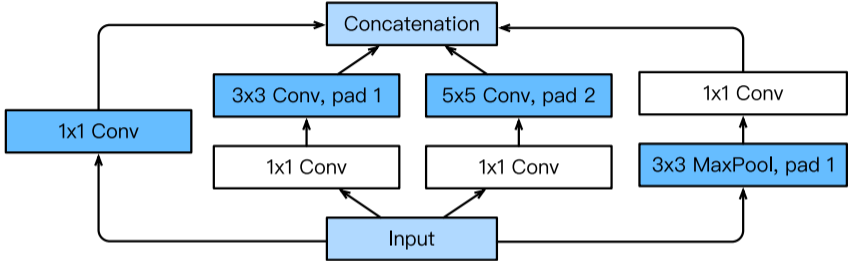 Concatenation
3x3 Conv, pad 1
5x5 Conv, pad 2
1x1 Conv
1x1 Conv
1x1 Conv
1x1 Conv
3x3 MaxPool, pad 1
Input